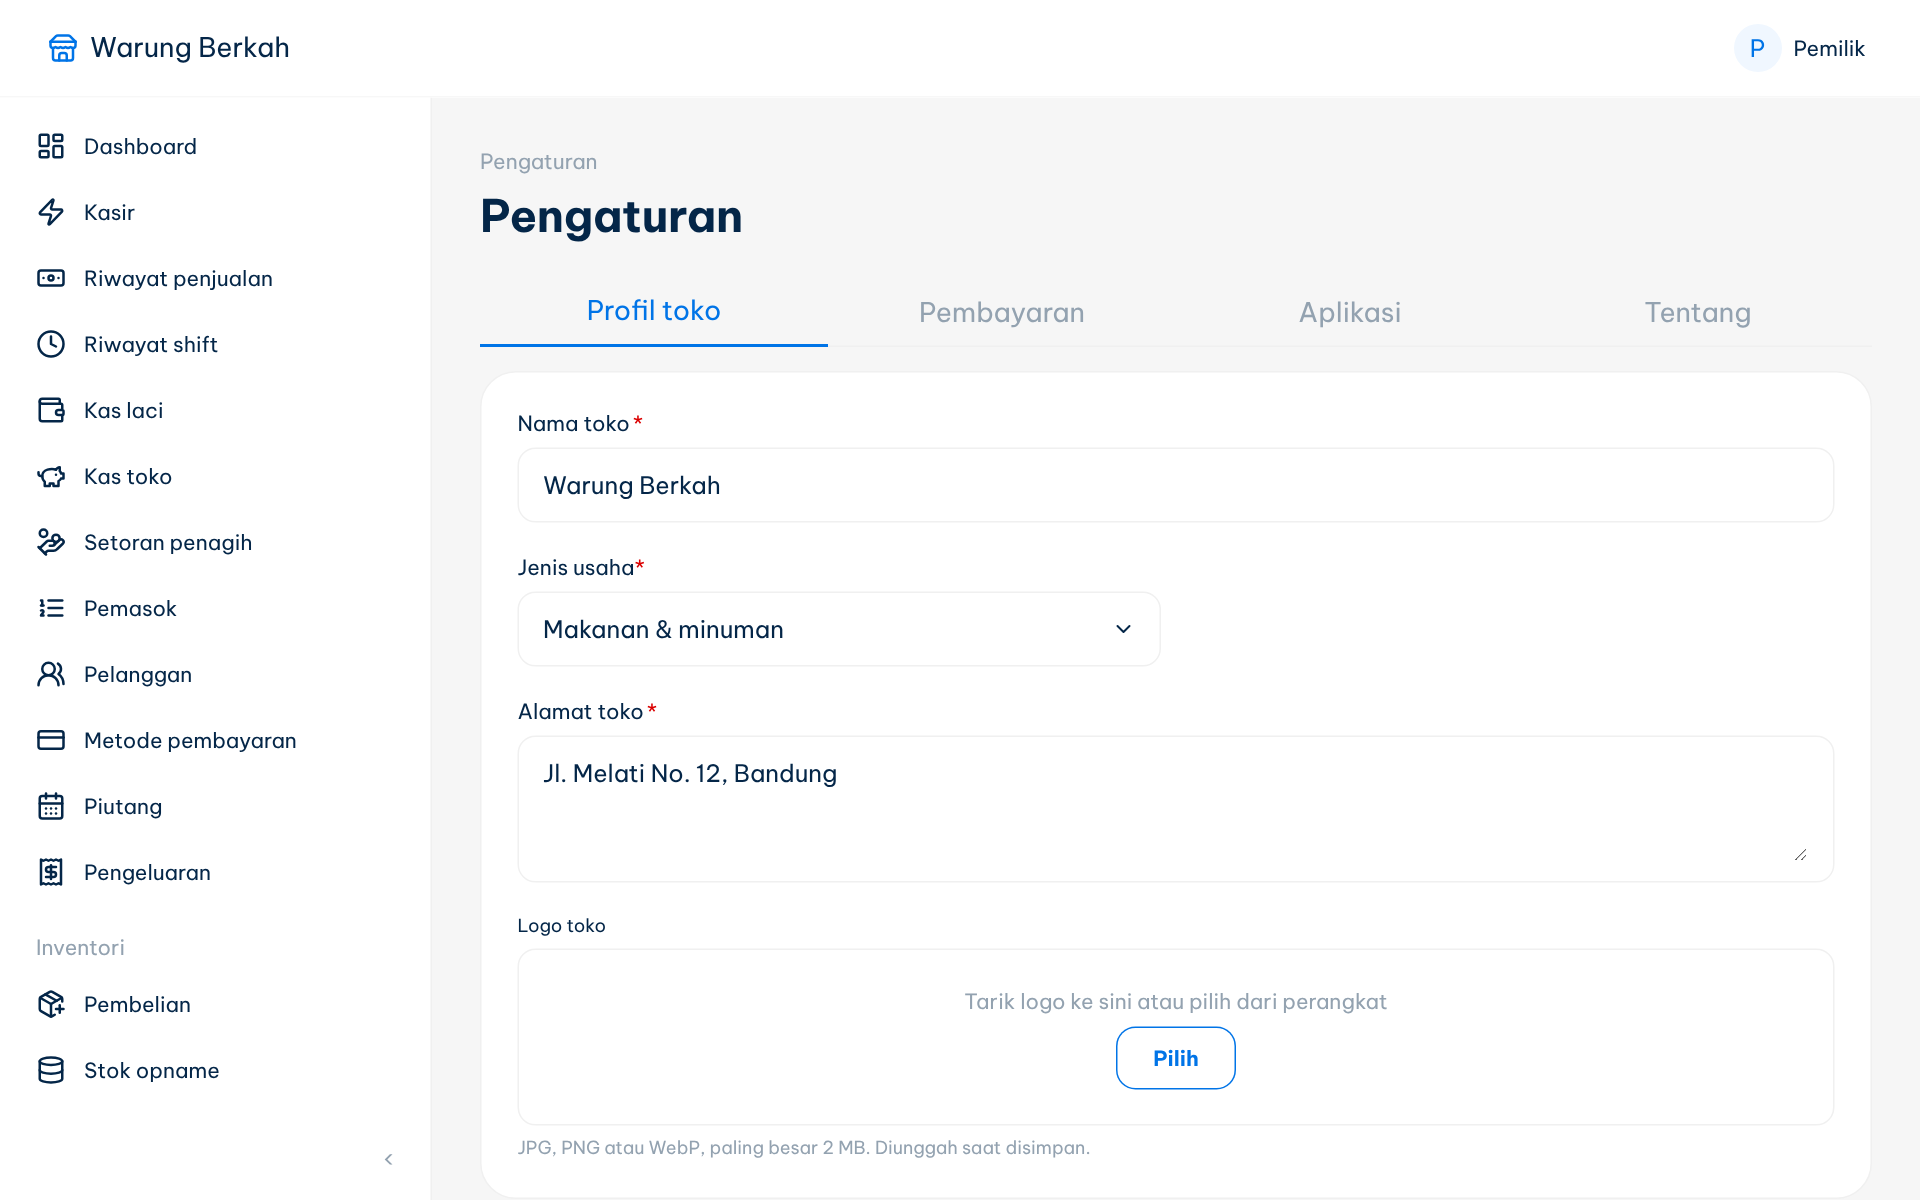 Warung Berkah
P Pemilik
Dashboard
Kasir
Riwayat penjualan
Riwayat shift
Kas laci
Kas toko
Setoran penagih
Pemasok
Pelanggan
Metode pembayaran
Piutang
Pengeluaran
Inventori
Pembelian
Stok opname
Pengaturan
Pengaturan
Profil toko Pembayaran Aplikasi Tentang
Nama toko *
Warung Berkah
Jenis usaha*
Makanan & minuman
Alamat toko *
Jl. Melati No. 12, Bandung
Logo toko
Tarik logo ke sini atau pilih dari perangkat
Pilih
JPG, PNG atau WebP, paling besar 2 MB. Diunggah saat disimpan.